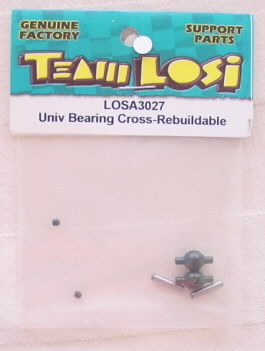 GENUINE FACTORY
SUPPORT PARTS
TEAM LOSI
LOSA3027
Univ Bearing Cross-Rebuildable